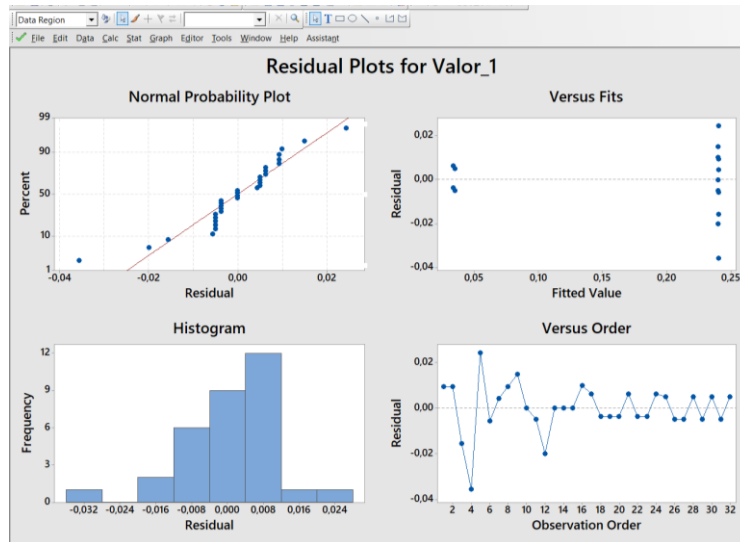 Data Region
File Edit Data Calc Stat Graph Editor Tools Window Help Assistant
Residual Plots for Valor_1
Normal Probability Plot
99
90
50
10
1
Percent
-0,04 -0,02 0,00 0,02
Residual
Versus Fits
0,02
0,00
-0,02
-0,04
Residual
0,05 0,10 0,15 0,20 0,25
Fitted Value
Histogram
12
9
6
3
0
Frequency
-0,032 -0,024 -0,016 -0,008 0,000 0,008 0,016 0,024
Residual
Versus Order
0,02
0,00
-0,02
-0,04
Residual
2 4 6 8 10 12 14 16 18 20 22 24 26 28 30 32
Observation Order